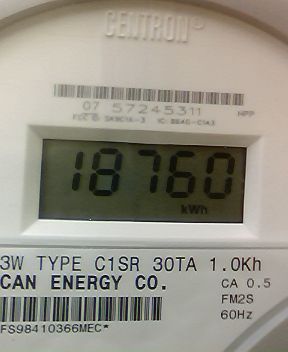 CENTRON®
07 57245311 HPP
18760
kWh
3W TYPE C1SR 30TA 1.0Kh
CAN ENERGY CO. CA 0.5
FM2S
60Hz
FS98410366MEC*